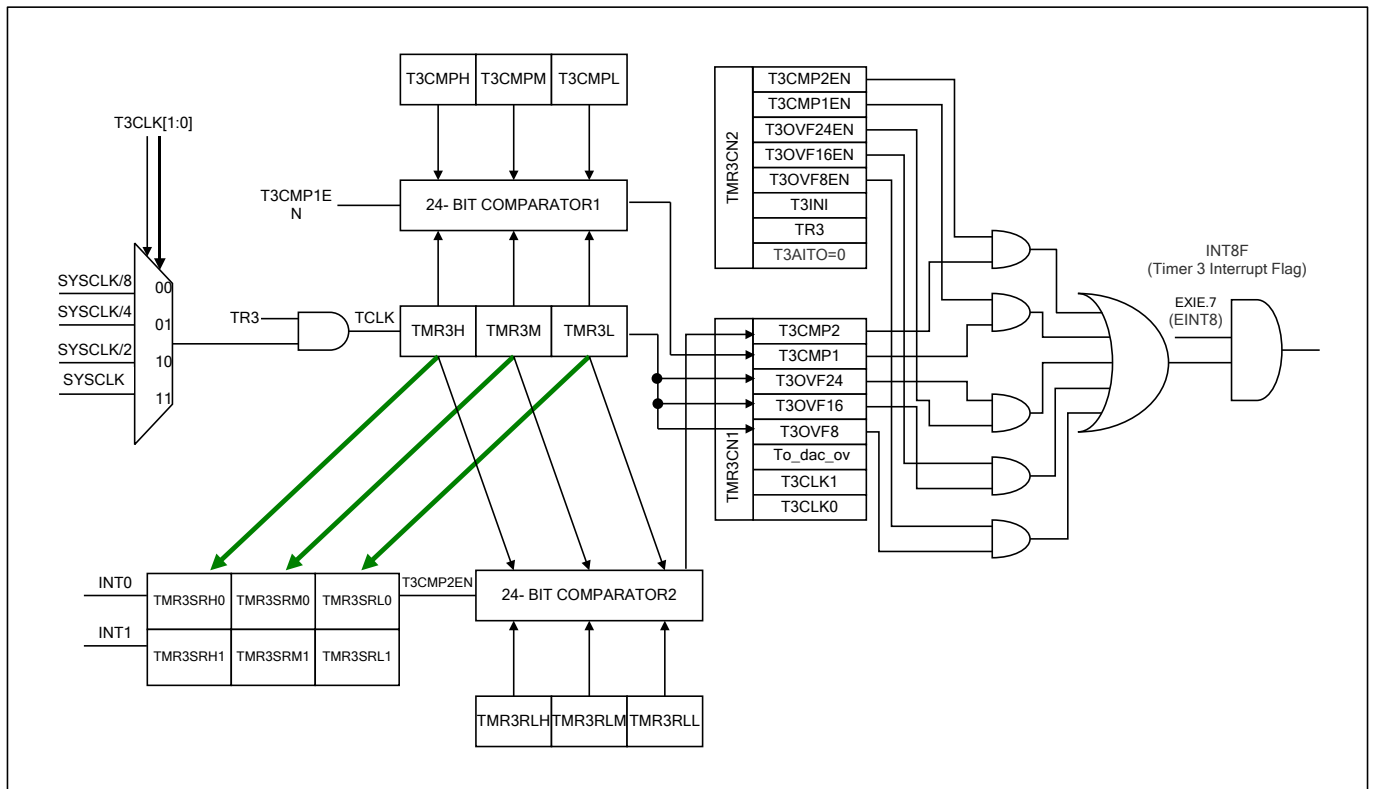 T3CMPH T3CMPM T3CMPL
T3CLK[1:0]
T3CMP1E
N
24- BIT COMPARATOR1
SYSCLK/8
SYSCLK/4
SYSCLK/2
SYSCLK
00
01
10
11
TR3
TCLK
TMR3H TMR3M TMR3L
INT0
INT1
TMR3SRH0 TMR3SRM0 TMR3SRL0
TMR3SRH1 TMR3SRM1 TMR3SRL1
T3CMP2EN
24- BIT COMPARATOR2
TMR3RLH TMR3RLM TMR3RLL
TMR3CN2
T3CMP2EN
T3CMP1EN
T3OVF24EN
T3OVF16EN
T3OVF8EN
T3INI
TR3
T3AITO=0
TMR3CN1
T3CMP2
T3CMP1
T3OVF24
T3OVF16
T3OVF8
To_dac_ov
T3CLK1
T3CLK0
INT8F
(Timer 3 Interrupt Flag)
EXIE.7
(EINT8)